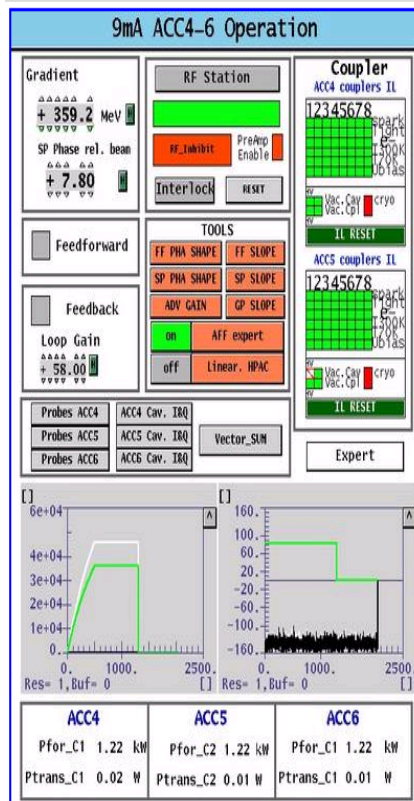 9mA ACC4-6 Operation
Gradient
+ 359.2 MeV
SP Phase rel. beam
+ 7.80
Feedforward
Feedback
Loop Gain
+ 58.00
RF Station
RF_Inhibit
PreAmp
Enable
Interlock
RESET
TOOLS
FF PHA SHAPE FF SLOPE
SP PHA SHAPE SP SLOPE
ADV GAIN GP SLOPE
on AFF expert
off Linear. HPAC
Coupler
ACC4 couplers IL
12345678
spark
light
e-
T300K
T70k
Ubias
Vac.Cav
Vac.Cpl
cryo
IL RESET
ACC5 couplers IL
12345678
spark
light
e-
T300K
T70k
Ubias
Vac.Cav
Vac.Cpl
cryo
IL RESET
Expert
Probes ACC4 ACC4 Cav. I&Q
Probes ACC5 ACC5 Cav. I&Q
Probes ACC6 ACC6 Cav. I&Q
Vector_SUM
[]
6e+04
4e+04
3e+04
2e+04
1e+04
0.
0. 1000. 2500.
Res= 1,Buf= 0 []
[]
160.
100.
60.
20.
-20.
-60.
-100.
-160.
0. 1000. 2500.
Res= 1,Buf= 0 []
ACC4
Pfor_C1 1.22 kW
Ptrans_C1 0.02 W
ACC5
Pfor_C2 1.22 kW
Ptrans_C2 0.01 W
ACC6
Pfor_C1 1.22 kW
Ptrans_C1 0.01 W